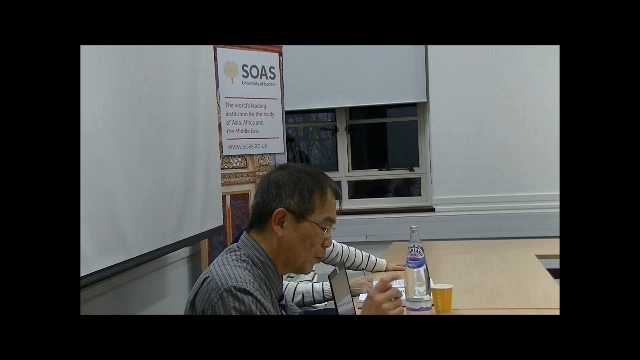 SOAS
University of London
The world's leading
institution for the study
of Asia, Africa and
the Middle East
www.soas.ac.uk